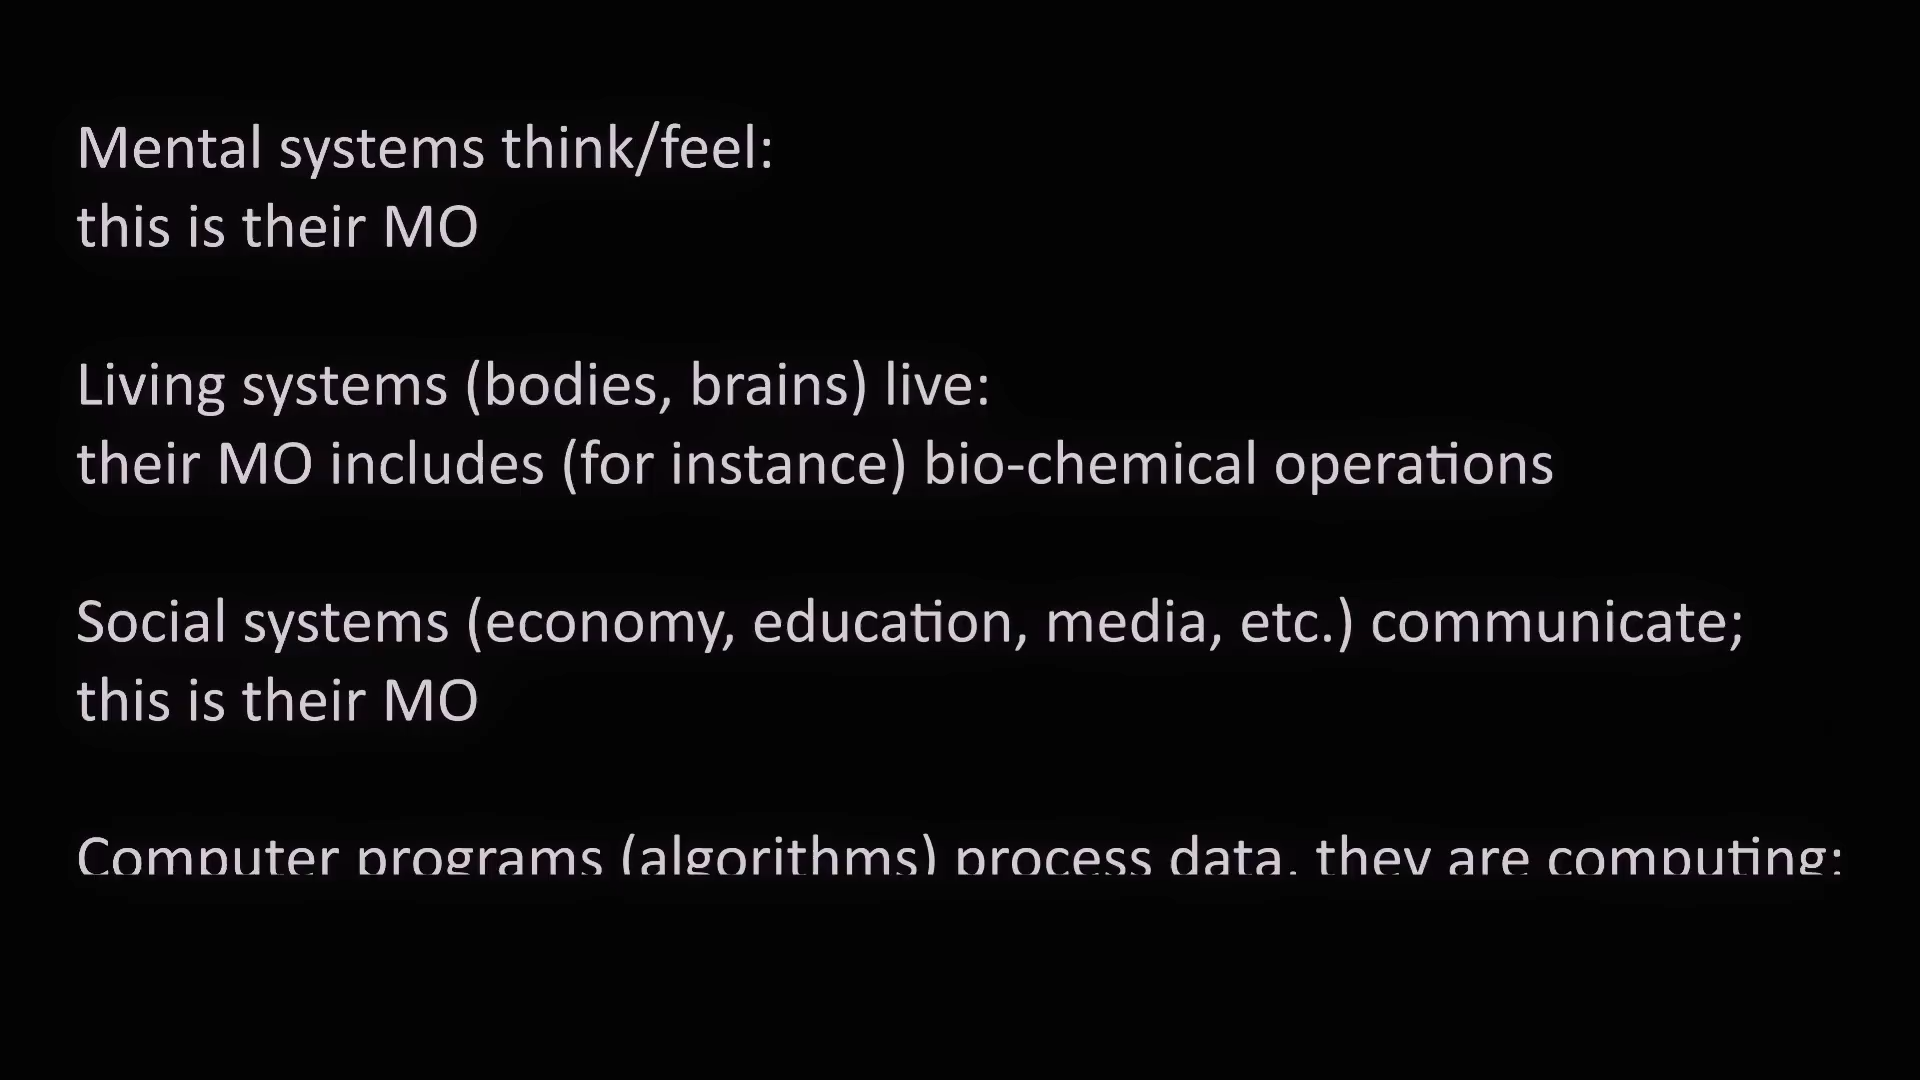 Mental systems think/feel:
this is their MO
Living systems (bodies, brains) live:
their MO includes (for instance) bio-chemical operations
Social systems (economy, education, media, etc.) communicate;
this is their MO
Computer programs (algorithms) process data, they are computing: